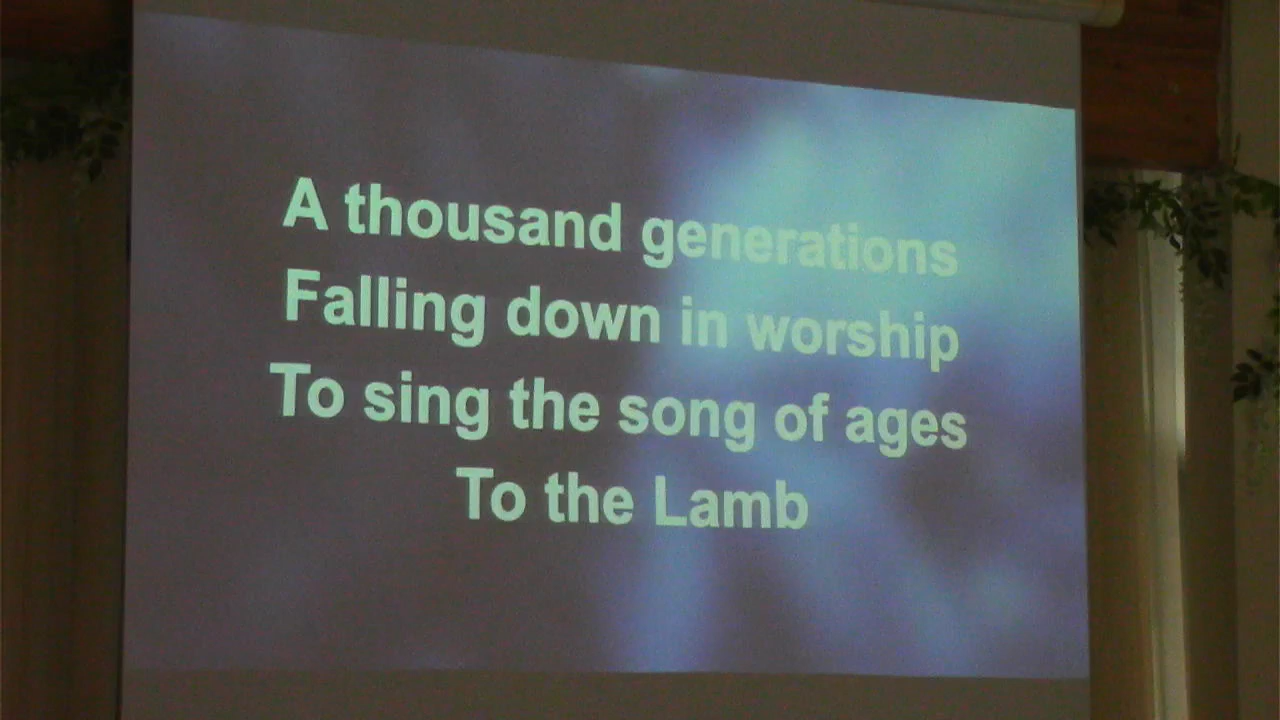 A thousand generations
Falling down in worship
To sing the song of ages
To the Lamb